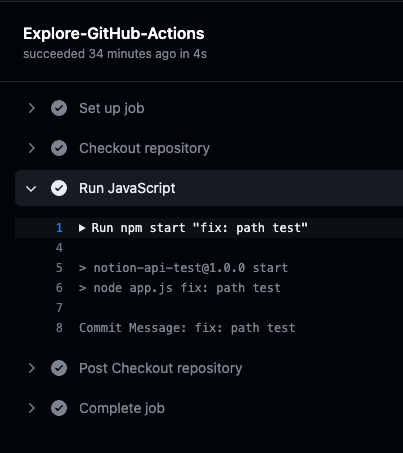 Explore-GitHub-Actions
succeeded 34 minutes ago in 4s
Set up job
Checkout repository
Run JavaScript
1 Run npm start "fix: path test"
4
5 > notion-api-test@1.0.0 start
6 > node app.js fix: path test
7
8 Commit Message: fix: path test
Post Checkout repository
Complete job